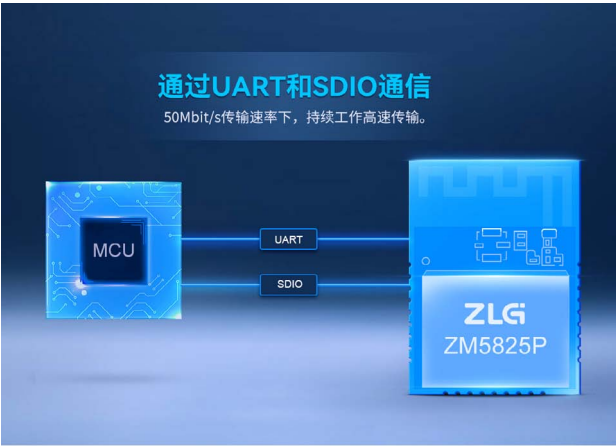 通过UART和SDIO通信
50Mbit/s传输速率下，持续工作高速传输。
MCU
UART
SDIO
ZLG
ZM5825P